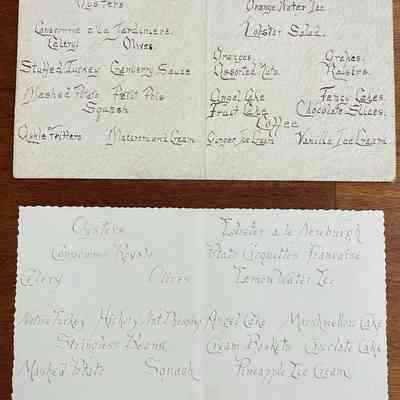 Oysters
Consomme a la Jardiniere.
Celery Olives.
Stuffed Turkey Cranberry Sauce
Mashed Potato Petit Pois
Squash
Apple Fritters Macaroni and Cream
Orange Water Ice
Lobster Salad.
Oranges. Grapes.
Assorted Nuts. Raisins.
Angel Cake Fancy Cakes.
Fruit Cake Chocolate Slices.
Coffee
Ginger Ice Cream Vanilla Ice Cream
Oysters
Consomme Royale
Celery Olives
Native Turkey Hickory Nut Dressing
Stringless Beans
Mashed Potato Squash
Lobster a la Newburgh
Potato Croquettes Francaise
Lemon Water Ice
Angel Cake Marshmellow Cake
Cream Baskets Chocolate Cake
Pineapple Ice Cream